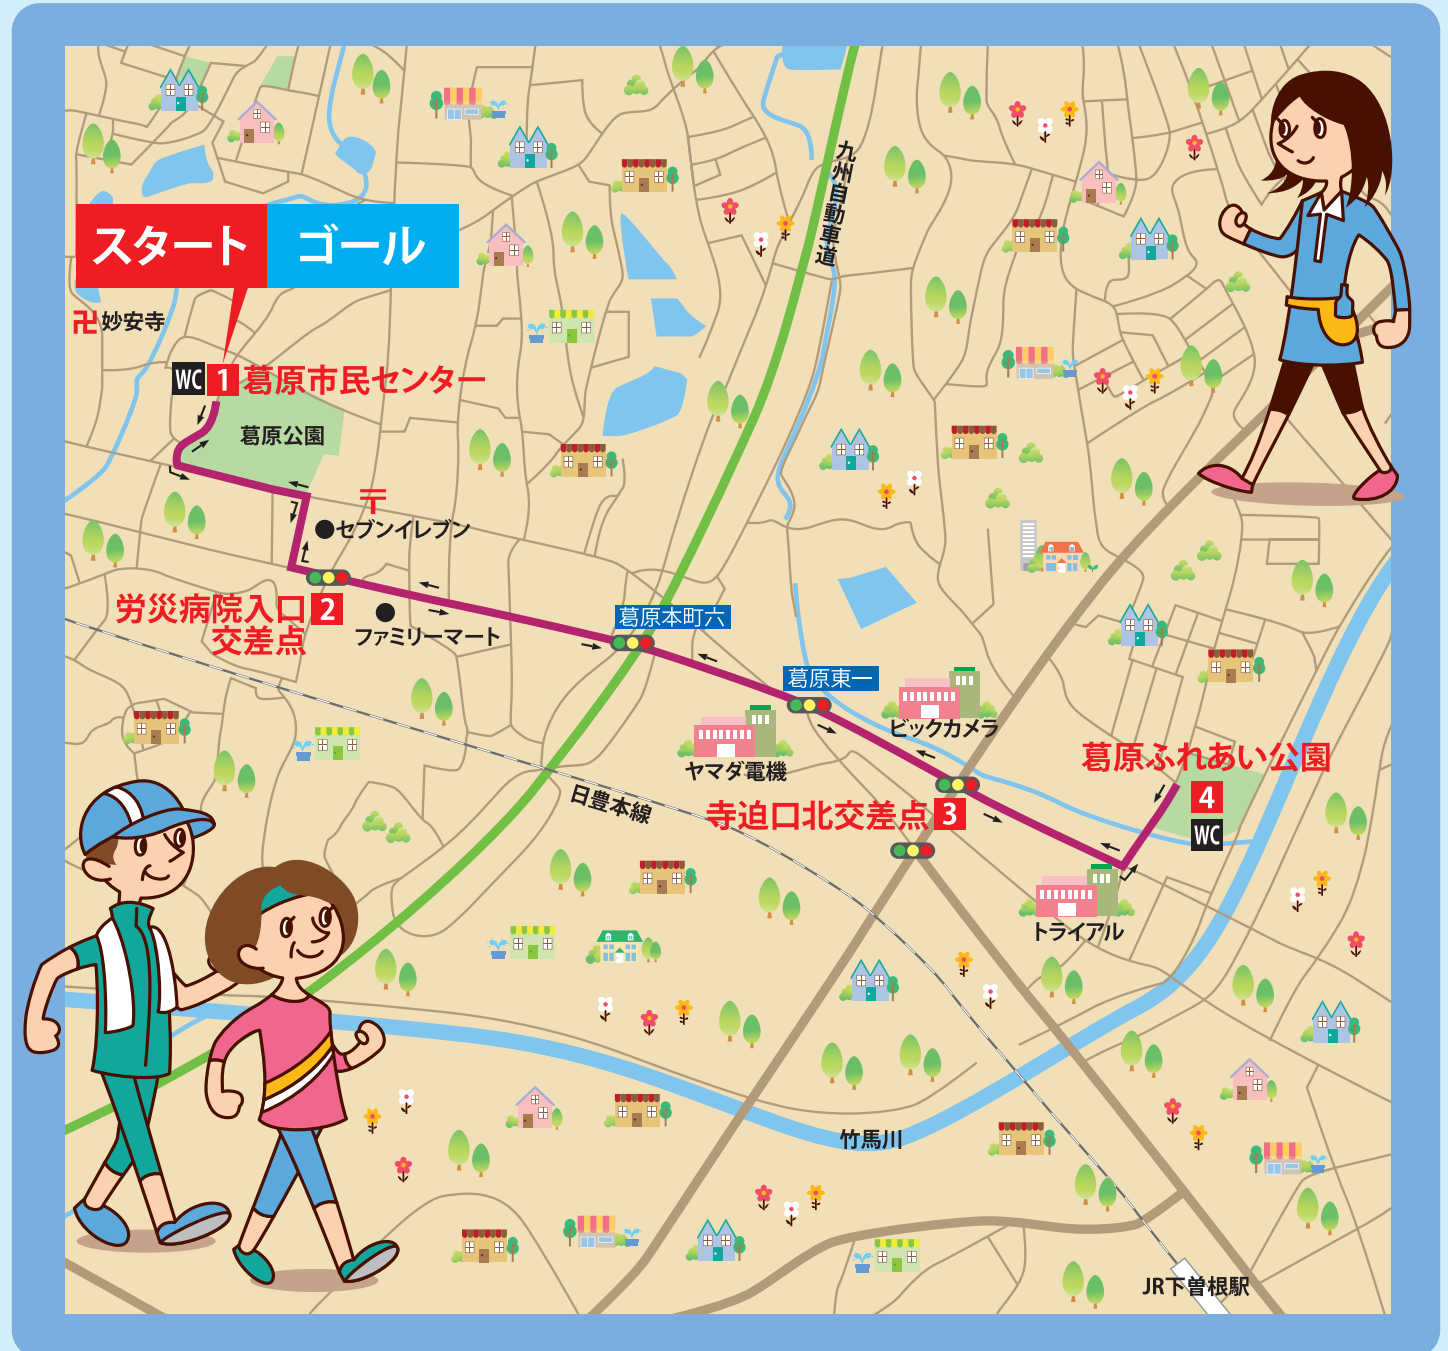 九州自動車道
スタート
ゴール
卍妙安寺
WC
1
葛原市民センター
葛原公園
〒
●セブンイレブン
労災病院入口
交差点
2
●
ファミリーマート
葛原本町六
葛原東一
ビックカメラ
ヤマダ電機
葛原ふれあい公園
4
WC
日豊本線
寺迫口北交差点
3
トライアル
竹馬川
JR下曽根駅